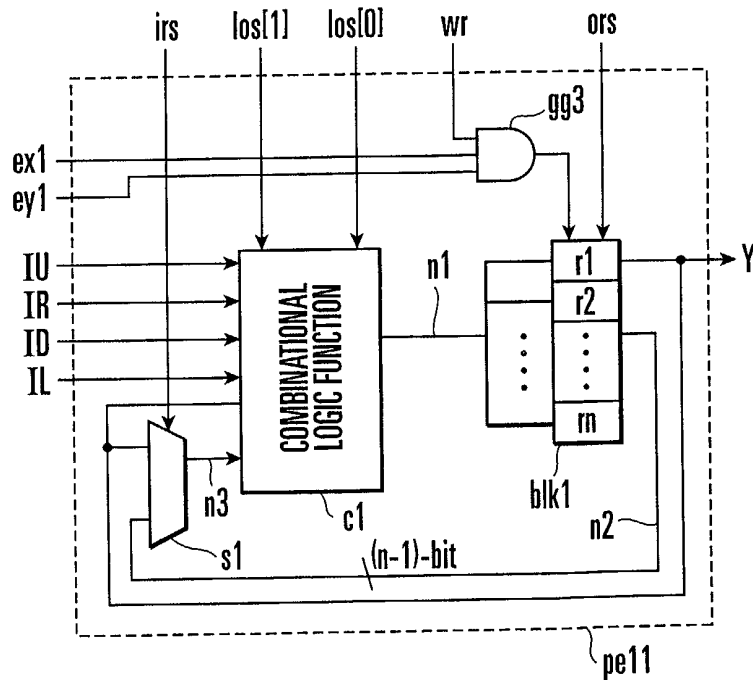 irs los[1] los[0] wr ors
gg3
ex1
ey1
IU
IR
ID
IL
COMBINATIONAL
LOGIC FUNCTION
n1
r1
r2
rn
Y
n3
c1
blk1
n2
s1
(n-1)-bit
pe11